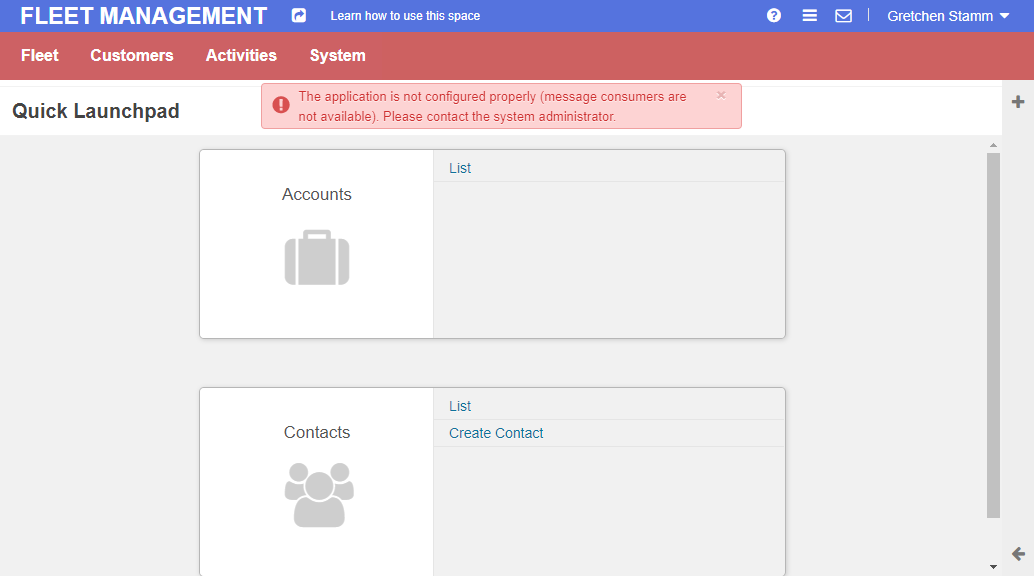 FLEET MANAGEMENT Learn how to use this space Gretchen Stamm
Fleet Customers Activities System
The application is not configured properly (message consumers are
not available). Please contact the system administrator.
×
Quick Launchpad
Accounts
List
Contacts
List
Create Contact